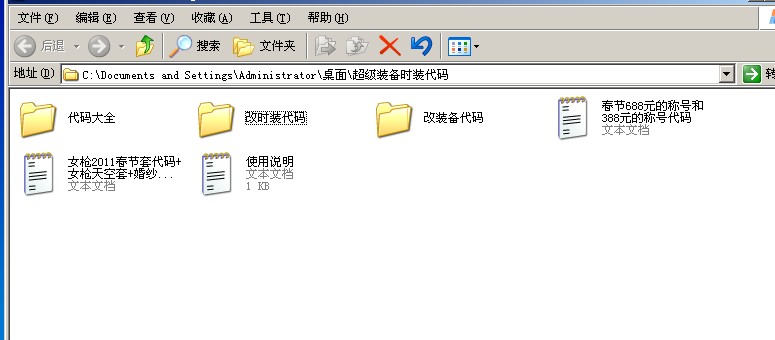 文件(F) 编辑(E) 查看(V) 收藏(A) 工具(T) 帮助(H)
后退 搜索 文件夹
地址(D) C:\Documents and Settings\Administrator\桌面\超级装备时装代码
代码大全
改时装代码
改装备代码
春节688元的称号和
388元的称号代码
文本文档
女枪2011春节套代码+
女枪天空套+婚纱...
文本文档
使用说明
文本文档
1 KB